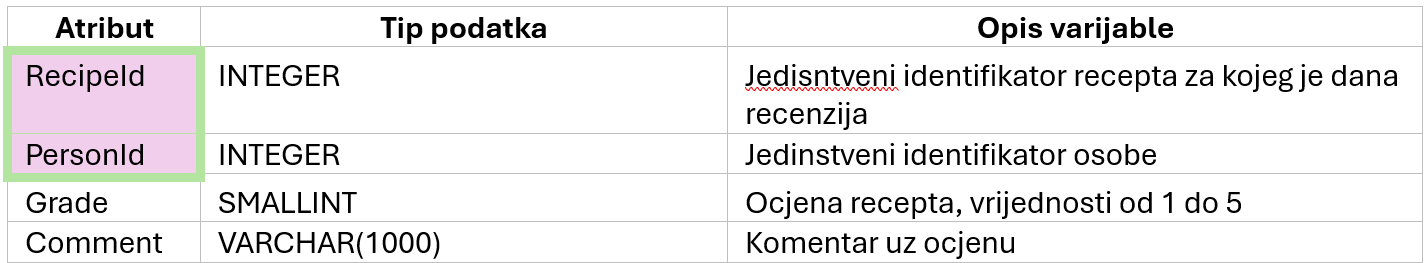 Atribut Tip podatka Opis varijable
RecipeId INTEGER Jedisntveni identifikator recepta za kojeg je dana
recenzija
PersonId INTEGER Jedinstveni identifikator osobe
Grade SMALLINT Ocjena recepta, vrijednosti od 1 do 5
Comment VARCHAR(1000) Komentar uz ocjenu